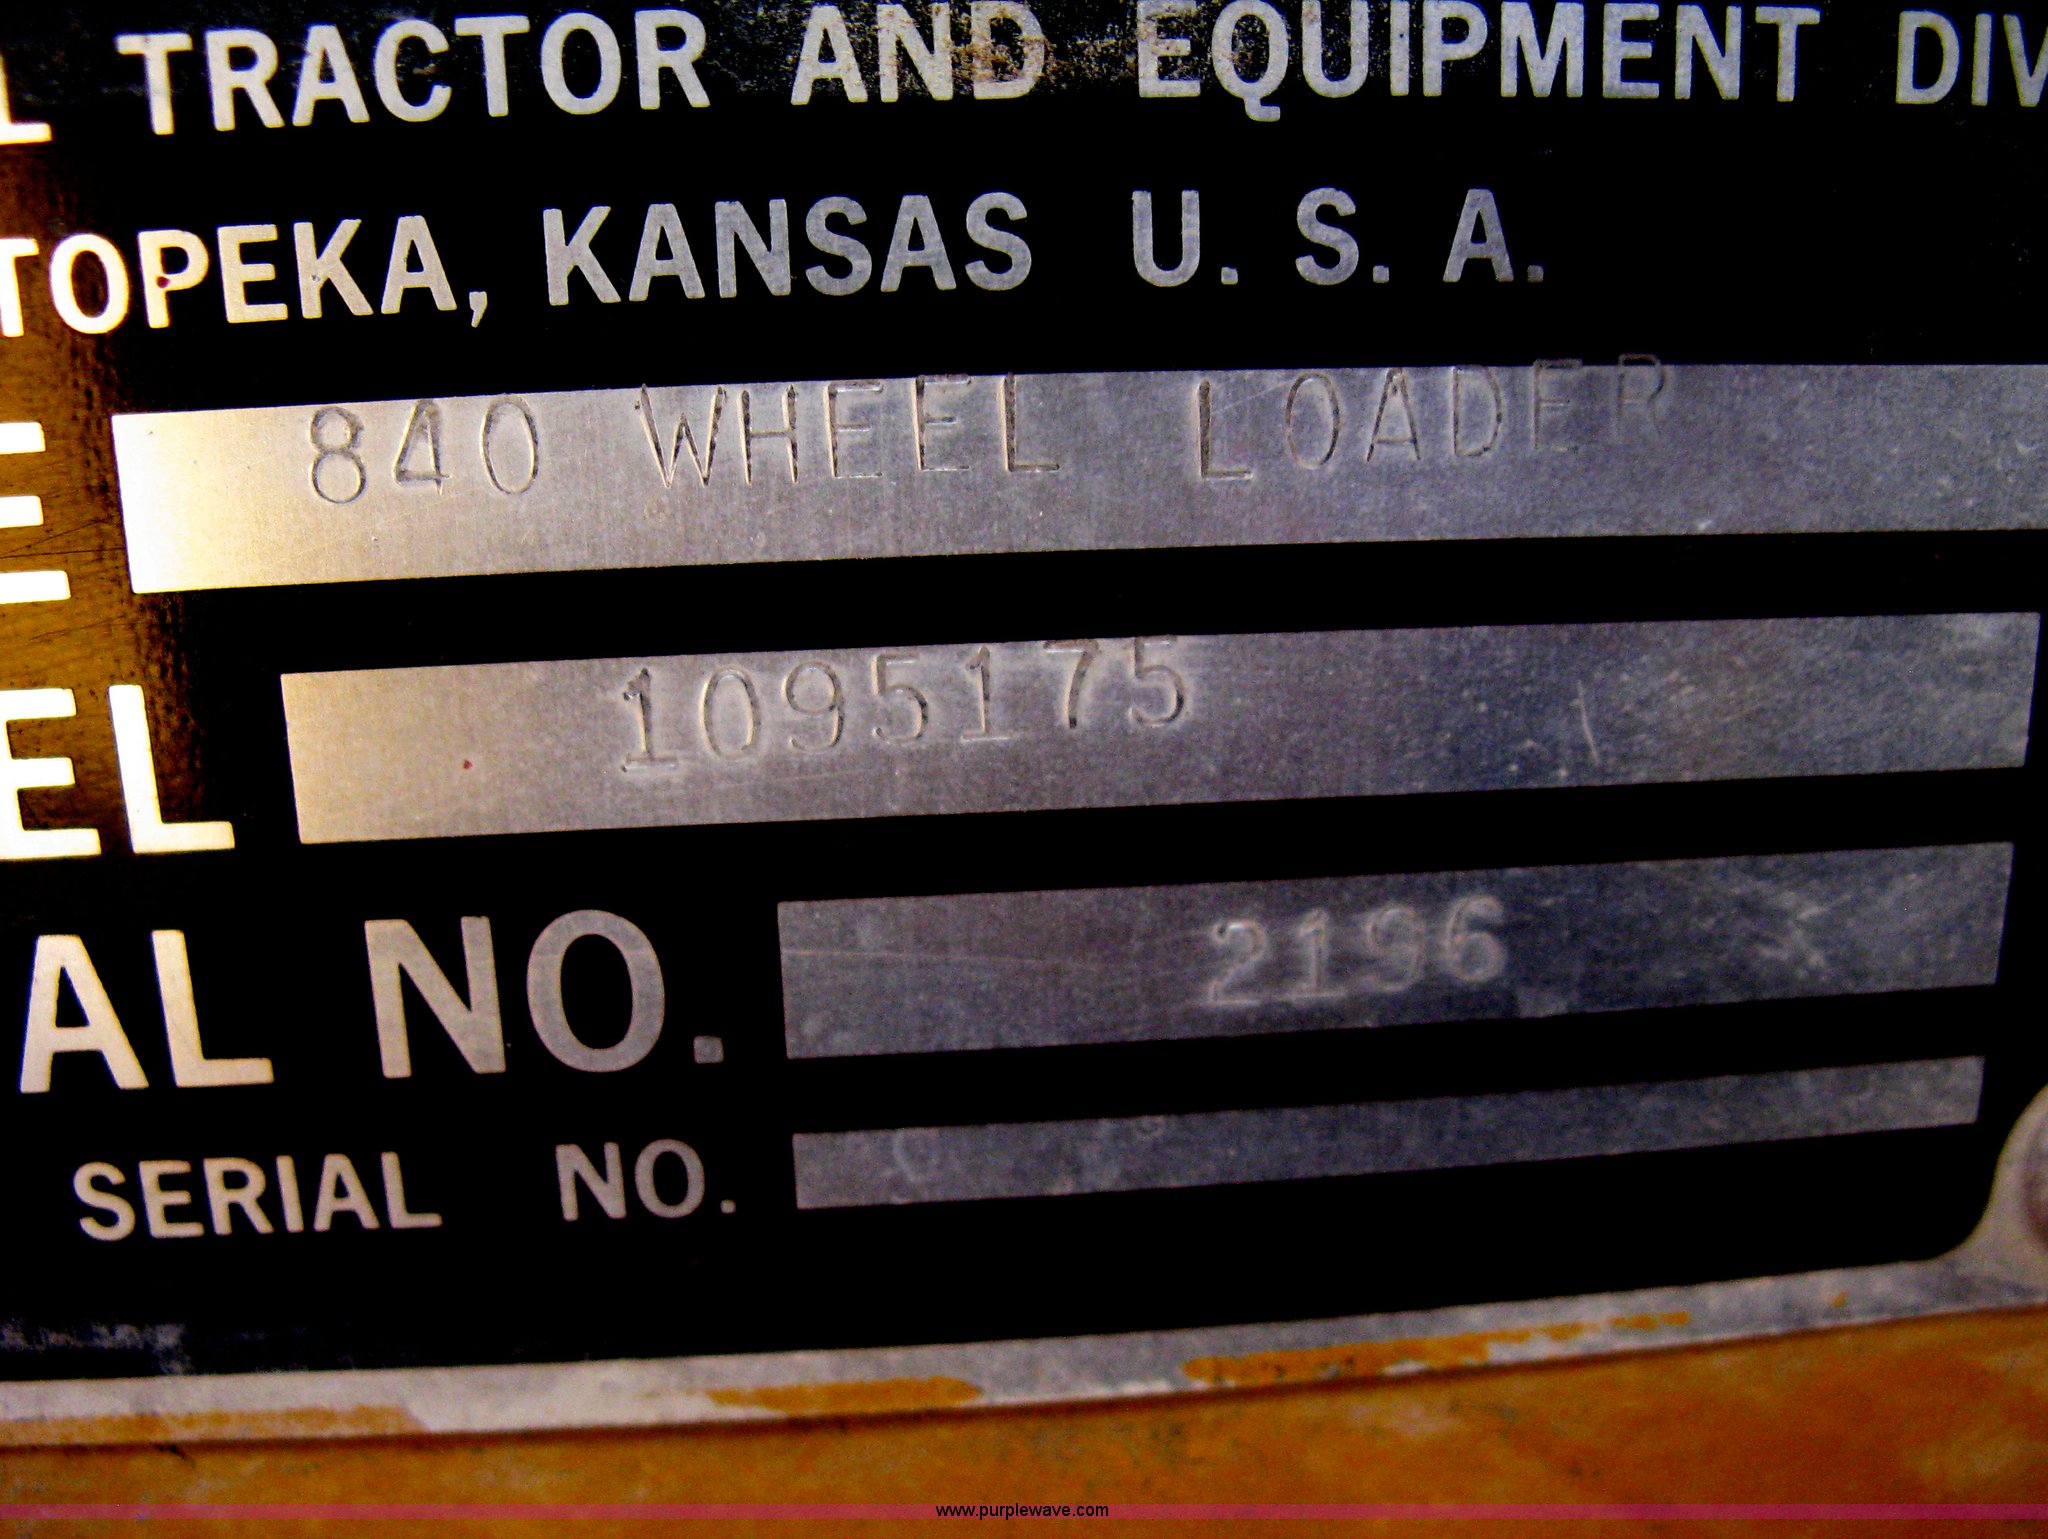 L TRACTOR AND EQUIPMENT DIV
TOPEKA, KANSAS U. S. A.
E 840 WHEEL LOADER
EL 1095175
AL NO. 2196
SERIAL NO.
www.purplewave.com